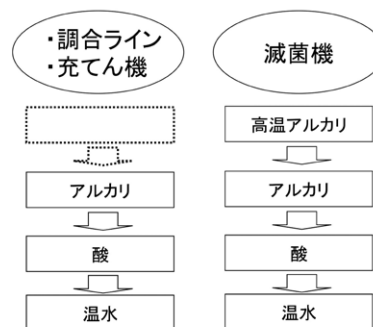 ・調合ライン
・充てん機
アルカリ
酸
温水
滅菌機
高温アルカリ
アルカリ
酸
温水